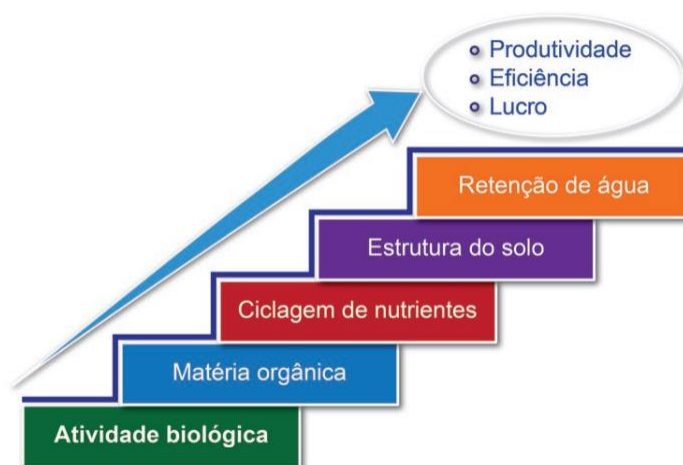 Produtividade
Eficiência
Lucro
Retenção de água
Estrutura do solo
Ciclagem de nutrientes
Matéria orgânica
Atividade biológica